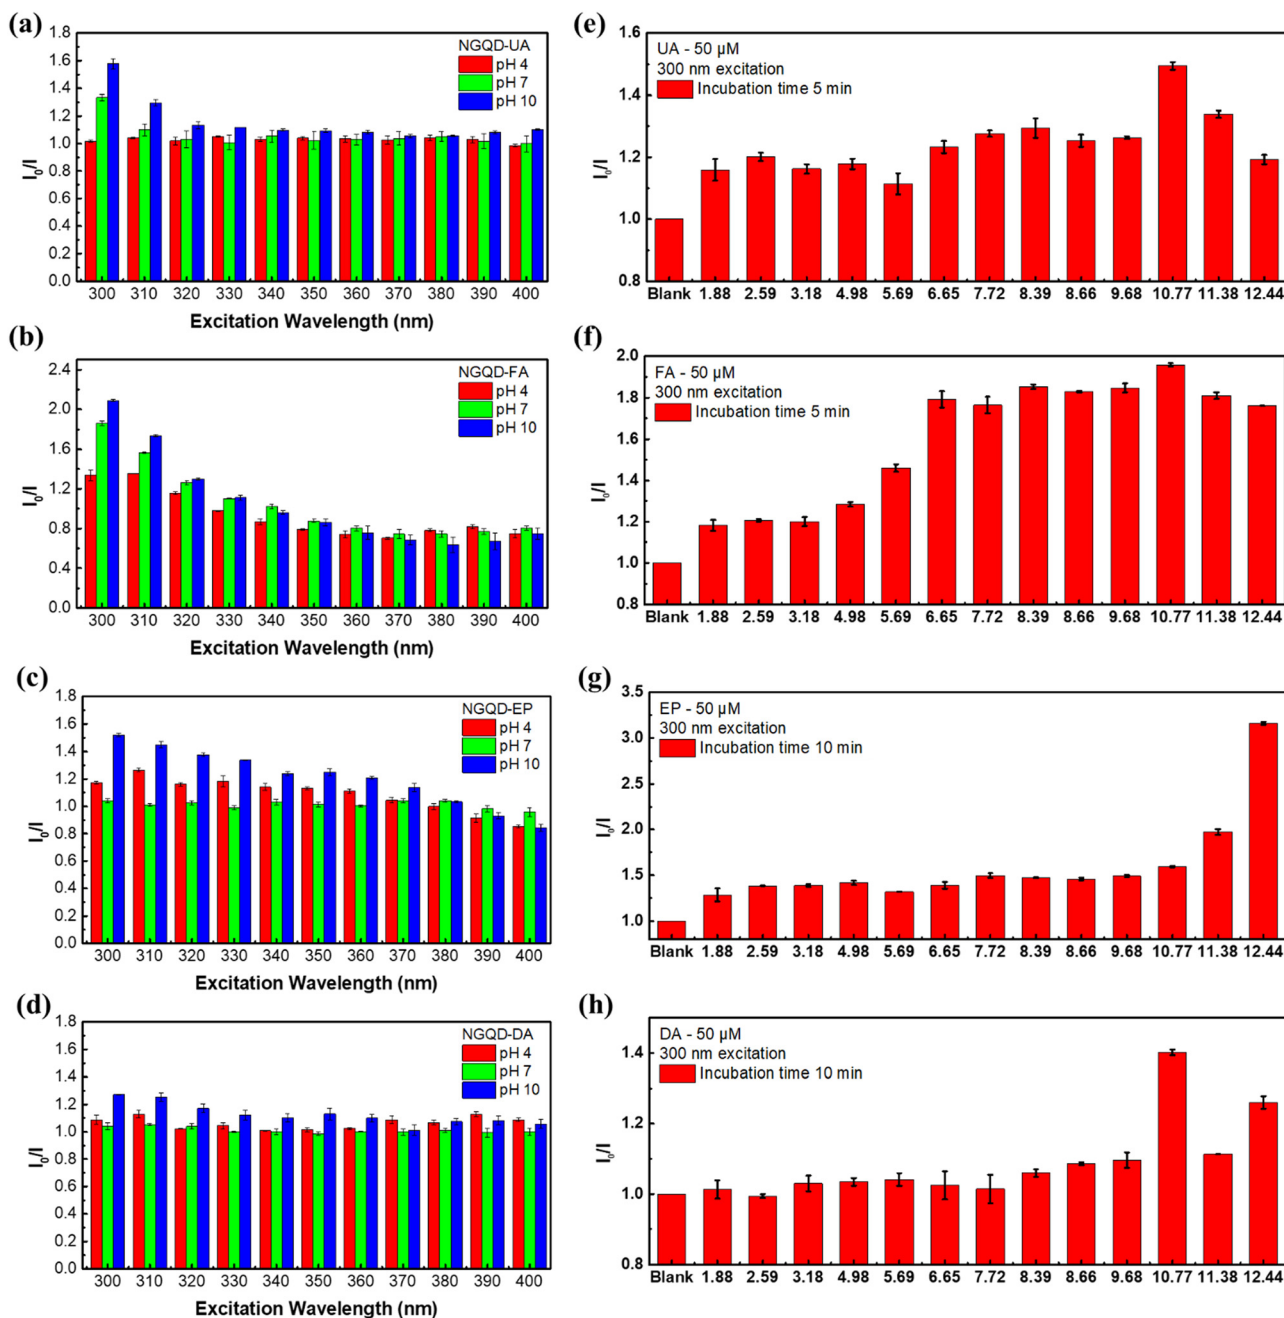 (a)
NGQD-UA
pH 4
pH 7
pH 10
I₀/I
1.8
1.6
1.4
1.2
1.0
0.8
0.6
0.4
0.2
0.0
300 310 320 330 340 350 360 370 380 390 400
Excitation Wavelength (nm)
(e)
UA - 50 µM
300 nm excitation
Incubation time 5 min
I₀/I
1.6
1.4
1.2
1.0
0.8
Blank 1.88 2.59 3.18 4.98 5.69 6.65 7.72 8.39 8.66 9.68 10.77 11.38 12.44
(b)
NGQD-FA
pH 4
pH 7
pH 10
I₀/I
2.4
2.0
1.6
1.2
0.8
0.4
0.0
300 310 320 330 340 350 360 370 380 390 400
Excitation Wavelength (nm)
(f)
FA - 50 µM
300 nm excitation
Incubation time 5 min
I₀/I
2.0
1.8
1.6
1.4
1.2
1.0
0.8
Blank 1.88 2.59 3.18 4.98 5.69 6.65 7.72 8.39 8.66 9.68 10.77 11.38 12.44
(c)
NGQD-EP
pH 4
pH 7
pH 10
I₀/I
1.8
1.6
1.4
1.2
1.0
0.8
0.6
0.4
0.2
0.0
300 310 320 330 340 350 360 370 380 390 400
Excitation Wavelength (nm)
(g)
EP - 50 µM
300 nm excitation
Incubation time 10 min
I₀/I
3.5
3.0
2.5
2.0
1.5
1.0
Blank 1.88 2.59 3.18 4.98 5.69 6.65 7.72 8.39 8.66 9.68 10.77 11.38 12.44
(d)
NGQD-DA
pH 4
pH 7
pH 10
I₀/I
1.8
1.6
1.4
1.2
1.0
0.8
0.6
0.4
0.2
0.0
300 310 320 330 340 350 360 370 380 390 400
Excitation Wavelength (nm)
(h)
DA - 50 µM
300 nm excitation
Incubation time 10 min
I₀/I
1.4
1.2
1.0
0.8
Blank 1.88 2.59 3.18 4.98 5.69 6.65 7.72 8.39 8.66 9.68 10.77 11.38 12.44